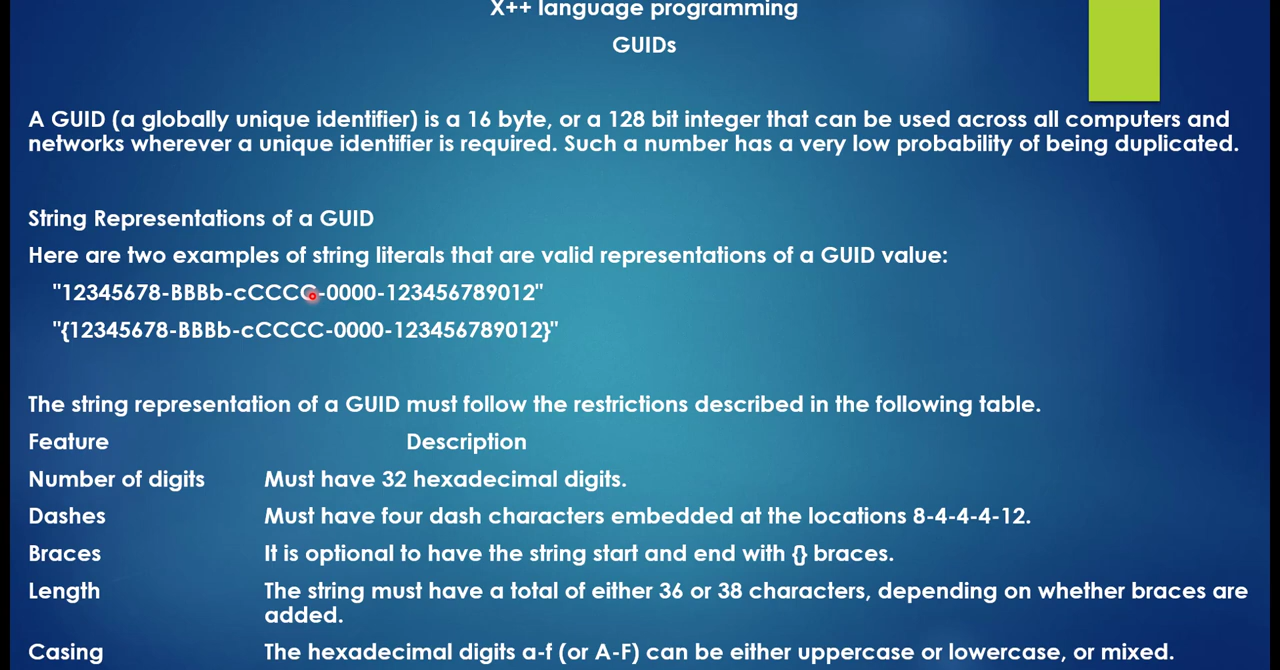 X++ language programming
GUIDs
A GUID (a globally unique identifier) is a 16 byte, or a 128 bit integer that can be used across all computers and
networks wherever a unique identifier is required. Such a number has a very low probability of being duplicated.
String Representations of a GUID
Here are two examples of string literals that are valid representations of a GUID value:
"12345678-BBBb-cCCCC-0000-123456789012"
"{12345678-BBBb-cCCCC-0000-123456789012}"
The string representation of a GUID must follow the restrictions described in the following table.
Feature Description
Number of digits Must have 32 hexadecimal digits.
Dashes Must have four dash characters embedded at the locations 8-4-4-4-12.
Braces It is optional to have the string start and end with {} braces.
Length The string must have a total of either 36 or 38 characters, depending on whether braces are
added.
Casing The hexadecimal digits a-f (or A-F) can be either uppercase or lowercase, or mixed.